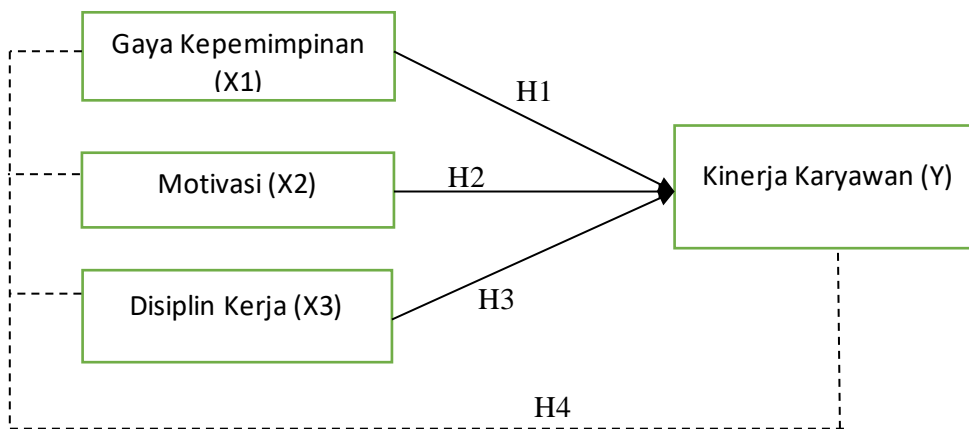 Gaya Kepemimpinan
(X1)
H1
Motivasi (X2)
H2
Kinerja Karyawan (Y)
Disiplin Kerja (X3)
H3
H4